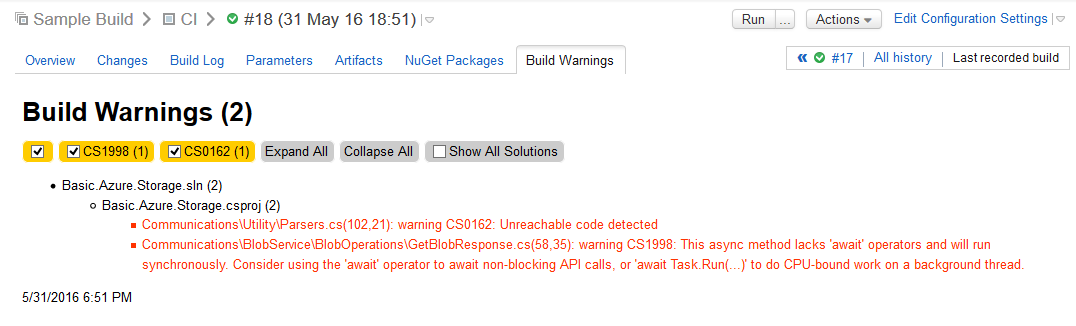 Sample Build > CI > #18 (31 May 16 18:51)
Run ... Actions Edit Configuration Settings
Overview Changes Build Log Parameters Artifacts NuGet Packages Build Warnings
« #17 All history Last recorded build
Build Warnings (2)
CS1998 (1) CS0162 (1) Expand All Collapse All Show All Solutions
Basic.Azure.Storage.sln (2)
Basic.Azure.Storage.csproj (2)
Communications\Utility\Parsers.cs(102,21): warning CS0162: Unreachable code detected
Communications\BlobService\BlobOperations\GetBlobResponse.cs(58,35): warning CS1998: This async method lacks 'await' operators and will run
synchronously. Consider using the 'await' operator to await non-blocking API calls, or 'await Task.Run(...)' to do CPU-bound work on a background thread.
5/31/2016 6:51 PM